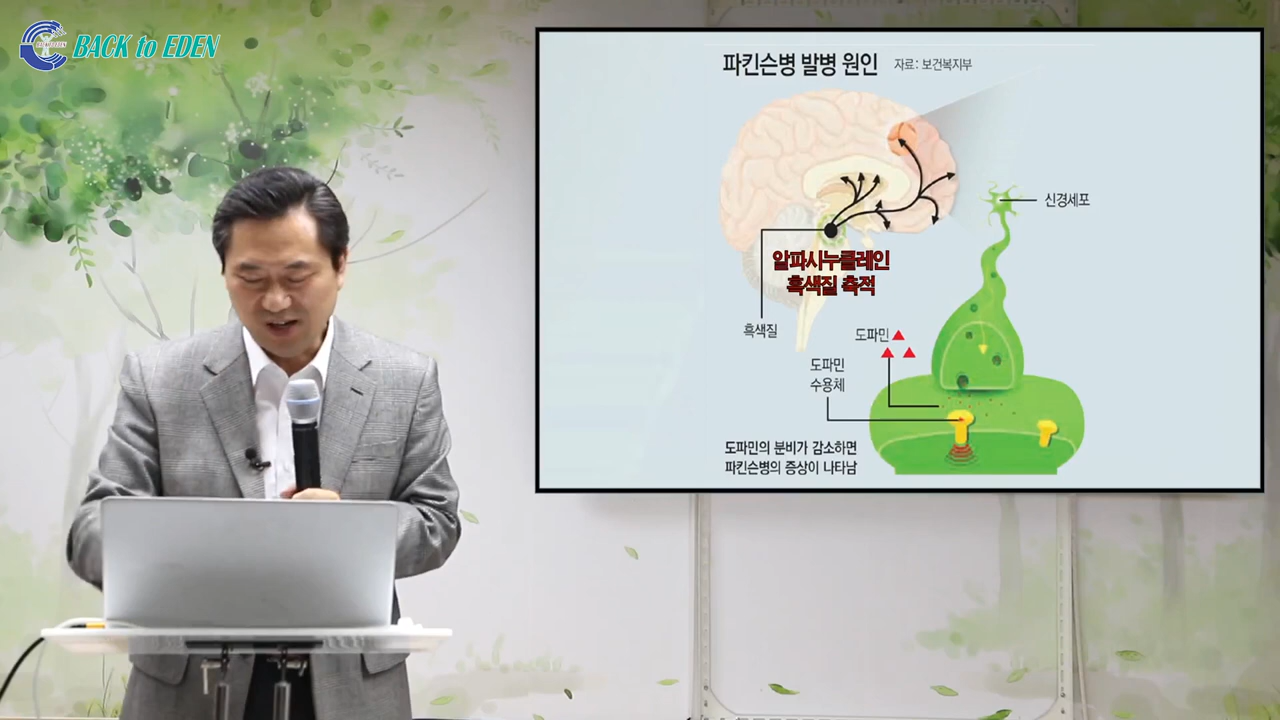 BACK to EDEN
파킨슨병 발병 원인 자료: 보건복지부
신경세포
알파시누클레인
흑색질 축적
흑색질
도파민
도파민
수용체
도파민의 분비가 감소하면
파킨슨병의 증상이 나타남